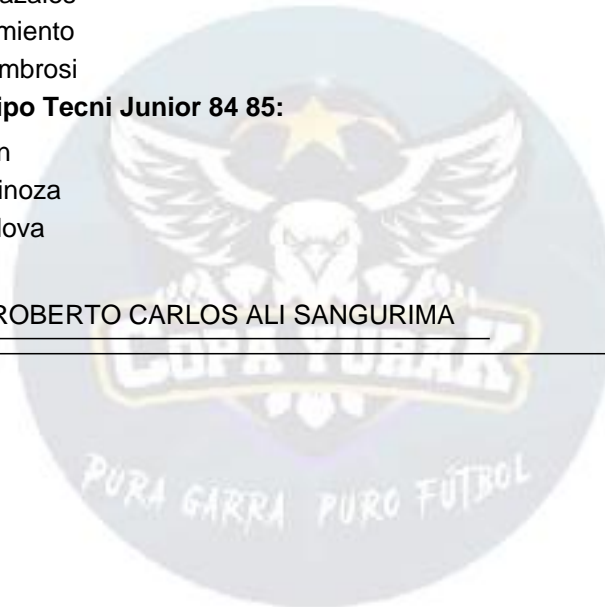 miento
mbrosi
ipo Tecni Junior 84 85:
n
inoza
lova
ROBERTO CARLOS ALI SANGURIMA
COPA YURAK
PURA GARRA PURO FÚTBOL